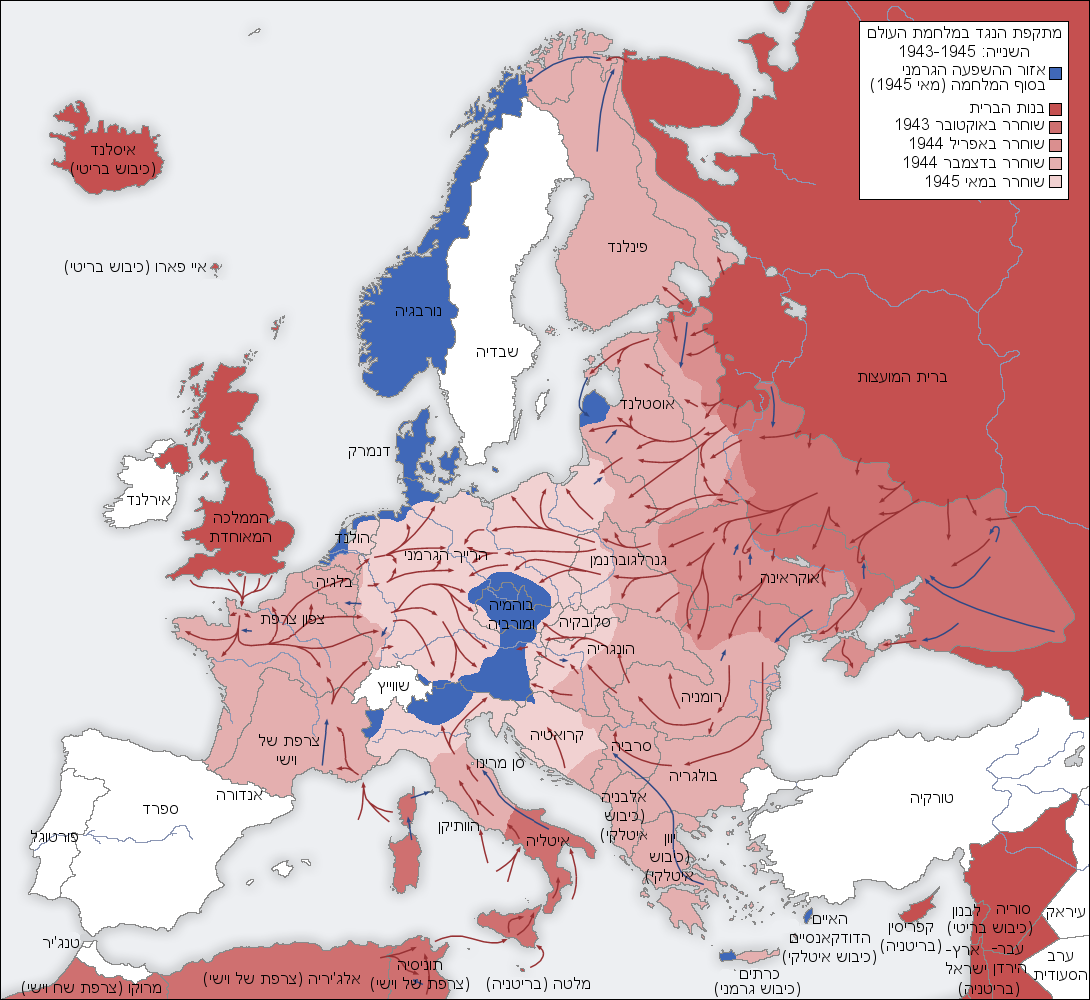 מתקפת הנגד במלחמת העולם
השנייה: 1943-1945
אזור ההשפעה הגרמני
בסוף המלחמה (מאי 1945)
בנות הברית
שוחרר באוקטובר 1943
שוחרר באפריל 1944
שוחרר בדצמבר 1944
שוחרר במאי 1945
איסלנד
(כיבוש בריטי)
איי פארו (כיבוש בריטי)
פינלנד
נורבגיה
שבדיה
ברית המועצות
אוסטלנד
דנמרק
אירלנד
הממלכה
המאוחדת
הולנד
הרייך הגרמני
גנרלגוברנמן
אוקראינה
בלגיה
צפון צרפת
בוהמיה
ומורביה
סלובקיה
הונגריה
שווייץ
רומניה
צרפת של
וישי
קרואטיה
סרביה
סן מרינו
בולגריה
אנדורה
ספרד
פורטוגל
טורקיה
אלבניה
(כיבוש
איטלקי)
הוותיקן
איטליה
יוון
(כיבוש
איטלקי)
האיים
הדודקאנסיים
(כיבוש איטלקי)
קפריסין
(בריטניה)
סוריה
לבנון
(כיבוש בריטי)
עיראק
עבר-
הירדן
ארץ-
ישראל
(בריטניה)
ערב
הסעודית
כרתים
(כיבוש גרמני)
טנג'יר
מרוקו (צרפת של וישי)
אלג'יריה (צרפת של וישי)
תוניסיה
(צרפת של וישי)
מלטה (בריטניה)